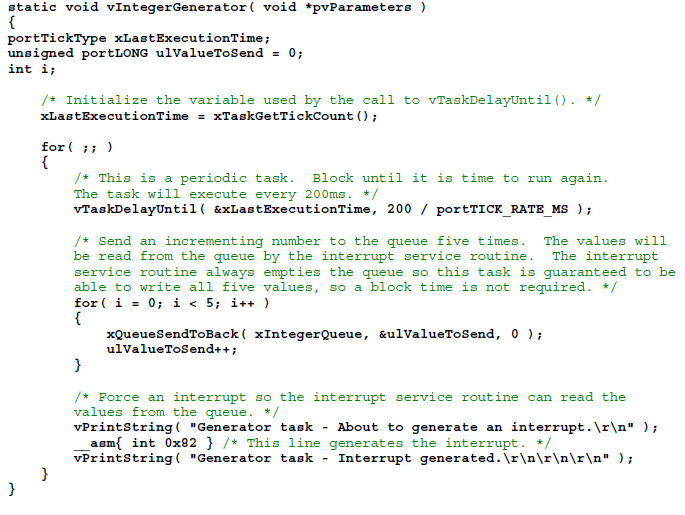 static void vIntegerGenerator( void *pvParameters )
{
portTickType xLastExecutionTime;
unsigned portLONG ulValueToSend = 0;
int i;
/* Initialize the variable used by the call to vTaskDelayUntil(). */
xLastExecutionTime = xTaskGetTickCount();
for( ;; )
{
/* This is a periodic task.  Block until it is time to run again.
The task will execute every 200ms. */
vTaskDelayUntil( &xLastExecutionTime, 200 / portTICK_RATE_MS );
/* Send an incrementing number to the queue five times.  The values will
be read from the queue by the interrupt service routine.  The interrupt
service routine always empties the queue so this task is guaranteed to be
able to write all five values, so a block time is not required. */
for( i = 0; i < 5; i++ )
{
xQueueSendToBack( xIntegerQueue, &ulValueToSend, 0 );
ulValueToSend++;
}
/* Force an interrupt so the interrupt service routine can read the
values from the queue. */
vPrintString( "Generator task - About to generate an interrupt.\r\n" );
__asm{ int 0x82 } /* This line generates the interrupt. */
vPrintString( "Generator task - Interrupt generated.\r\n\r\n\r\n" );
}
}